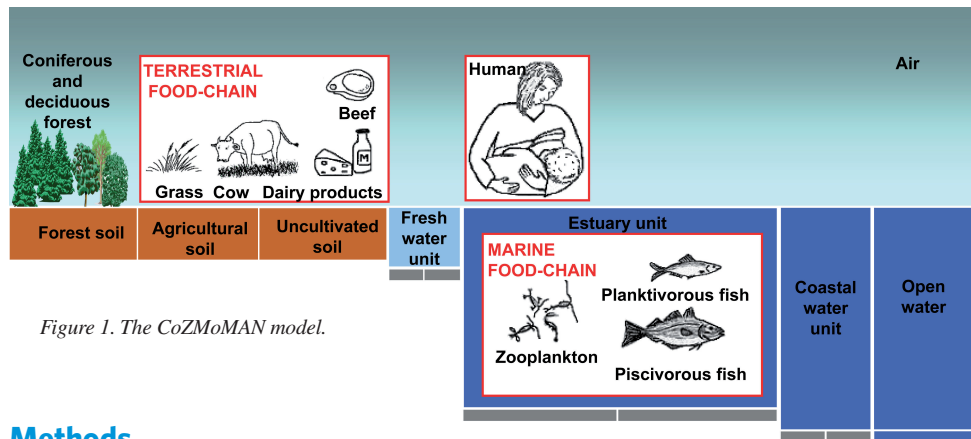 Coniferous
and
deciduous
forest
TERRESTRIAL
FOOD-CHAIN
Beef
M
Grass Cow Dairy products
Human
Air
Forest soil
Agricultural
soil
Uncultivated
soil
Fresh
water
unit
Estuary unit
MARINE
FOOD-CHAIN
Planktivorous fish
Zooplankton
Piscivorous fish
Coastal
water
unit
Open
water
Figure 1. The CoZMoMAN model.
Methods